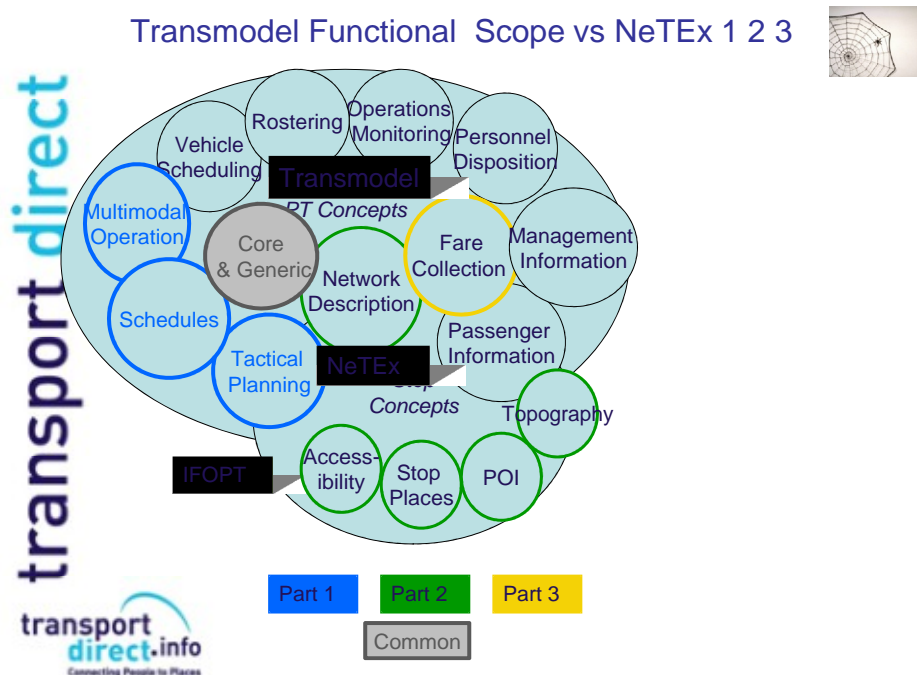 Transmodel Functional Scope vs NeTEx 1 2 3
transport direct
Operations
Monitoring
Rostering
Vehicle
Scheduling
Personnel
Disposition
Transmodel
PT Concepts
Multimodal
Operation
Core
& Generic
Fare
Collection
Management
Information
Network
Description
Schedules
Passenger
Information
Tactical
Planning
NeTEx
Stop
Concepts
Topography
IFOPT
Access-
ibility
Stop
Places
POI
Part 1
Part 2
Part 3
Common
transport
direct.info
Connecting People to Places